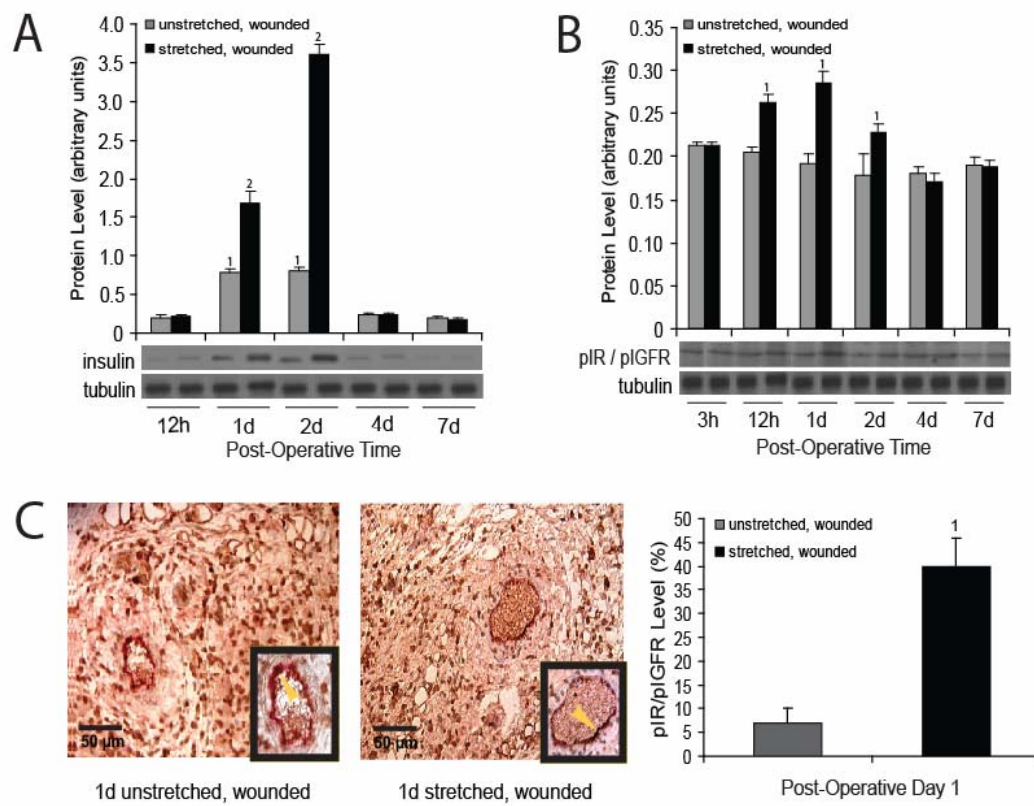 A
unstretched, wounded
stretched, wounded
Protein Level (arbitrary units)
4.0
3.5
3.0
2.5
2.0
1.5
1.0
0.5
0
1
2
1
2
insulin
tubulin
12h 1d 2d 4d 7d
Post-Operative Time
B
unstretched, wounded
stretched, wounded
Protein Level (arbitrary units)
0.35
0.30
0.25
0.20
0.15
0.10
0.05
0
1
1
1
pIR / pIGFR
tubulin
3h 12h 1d 2d 4d 7d
Post-Operative Time
C
50 µm
1d unstretched, wounded
50 µm
1d stretched, wounded
unstretched, wounded
stretched, wounded
pIR/pIGFR Level (%)
50
45
40
35
30
25
20
15
10
5
0
1
Post-Operative Day 1